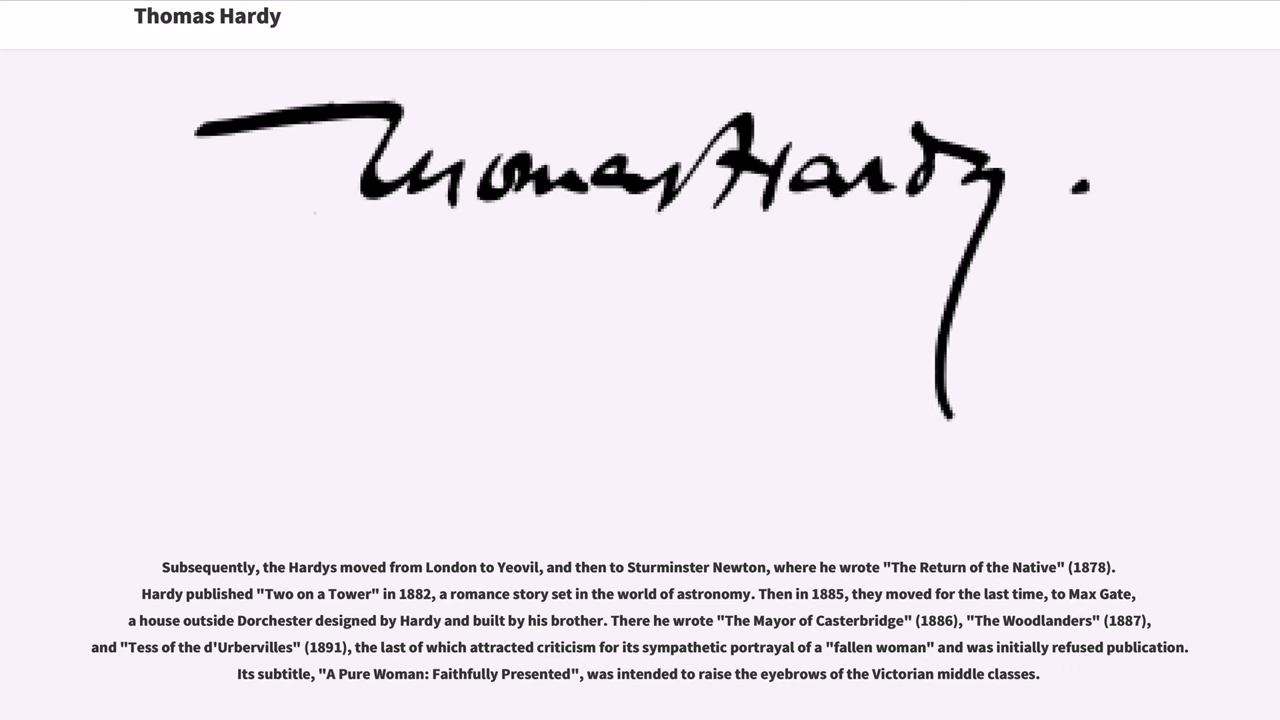 Thomas Hardy
Thomas Hardy.
Subsequently, the Hardys moved from London to Yeovil, and then to Sturminster Newton, where he wrote "The Return of the Native" (1878).
Hardy published "Two on a Tower" in 1882, a romance story set in the world of astronomy. Then in 1885, they moved for the last time, to Max Gate,
a house outside Dorchester designed by Hardy and built by his brother. There he wrote "The Mayor of Casterbridge" (1886), "The Woodlanders" (1887),
and "Tess of the d'Urbervilles" (1891), the last of which attracted criticism for its sympathetic portrayal of a "fallen woman" and was initially refused publication.
Its subtitle, "A Pure Woman: Faithfully Presented", was intended to raise the eyebrows of the Victorian middle classes.